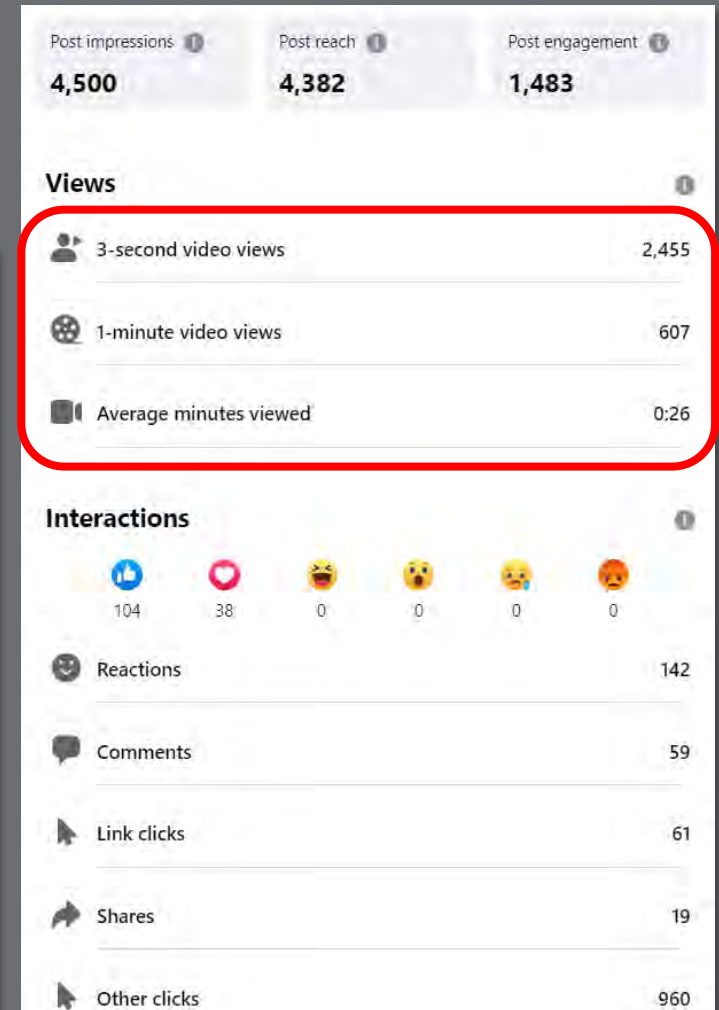 Post impressions Post reach Post engagement
4,500 4,382 1,483
Views
3-second video views 2,455
1-minute video views 607
Average minutes viewed 0:26
Interactions
104 38 0 0 0 0
Reactions 142
Comments 59
Link clicks 61
Shares 19
Other clicks 960